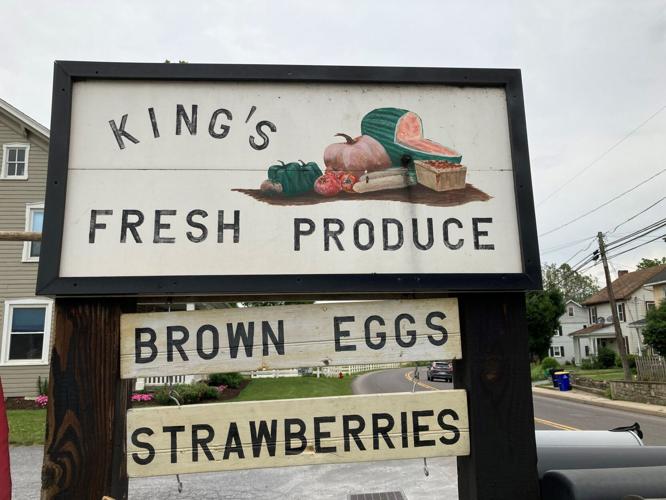 KING'S
FRESH PRODUCE
BROWN EGGS
STRAWBERRIES